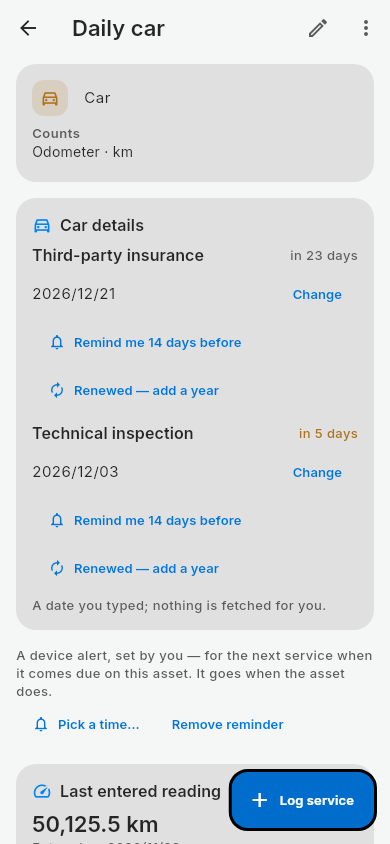 Daily car
Car
Counts
Odometer · km
Car details
Third-party insurance
in 23 days
2026/12/21
Change
Remind me 14 days before
Renewed — add a year
Technical inspection
in 5 days
2026/12/03
Change
Remind me 14 days before
Renewed — add a year
A date you typed; nothing is fetched for you.
A device alert, set by you — for the next service when
it comes due on this asset. It goes when the asset
does.
Pick a time...
Remove reminder
Last entered reading
Log service
50,125.5 km